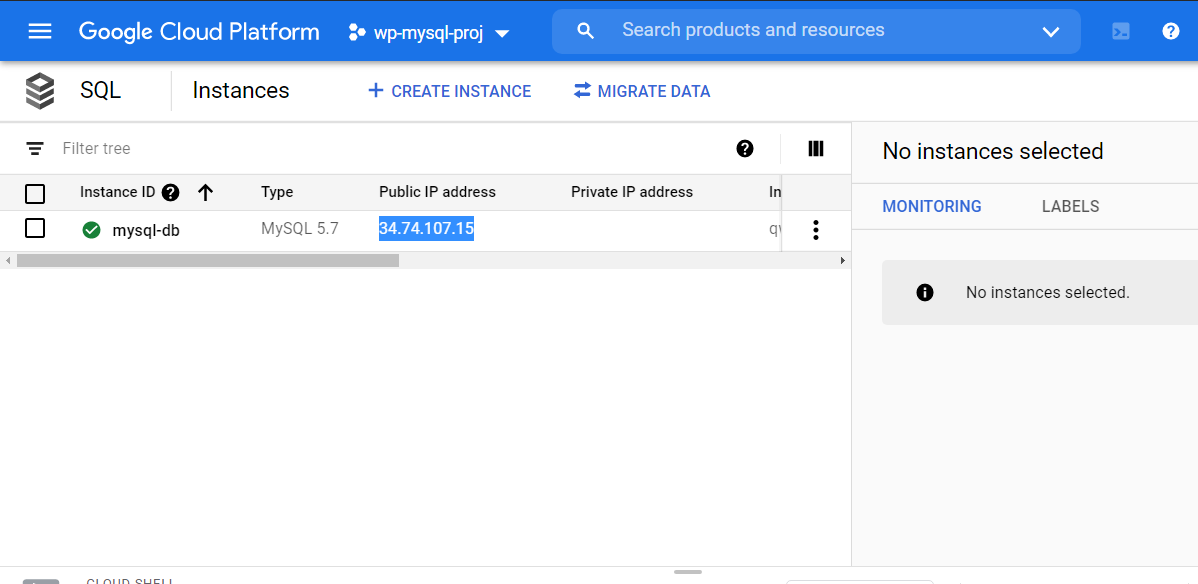 Google Cloud Platform
wp-mysql-proj
Search products and resources
SQL
Instances
CREATE INSTANCE
MIGRATE DATA
Filter tree
No instances selected
Instance ID
Type
Public IP address
Private IP address
In
MONITORING
LABELS
mysql-db
MySQL 5.7
34.74.107.15
No instances selected.
CLOUD SHELL